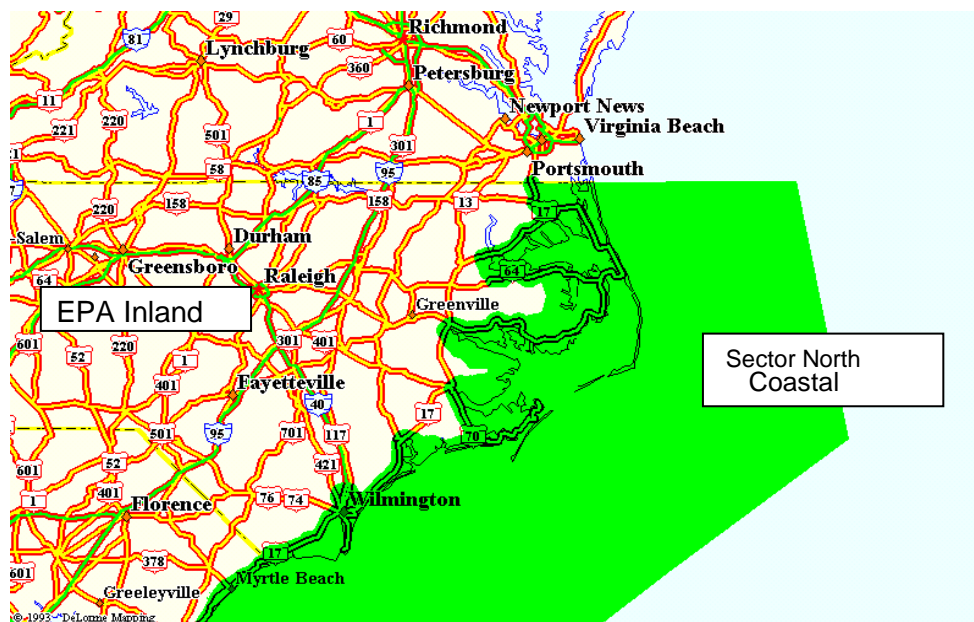 29
Richmond
81
Lynchburg
60
360
Petersburg
11
220
Newport News
221
1
Virginia Beach
501
301
58
95
Portsmouth
85
220
158
158
13
17
-Salem
Durham
Greensboro
64
64
Raleigh
EPA Inland
Greenville
601
301
401
52
220
1
Sector North
Coastal
401
Fayetteville
40
17
501
95
701
117
70
52
421
601
1
401
76
74
Wilmington
Florence
17
378
601
Myrtle Beach
Greeleyville
© 1993 DeLorme Mapping